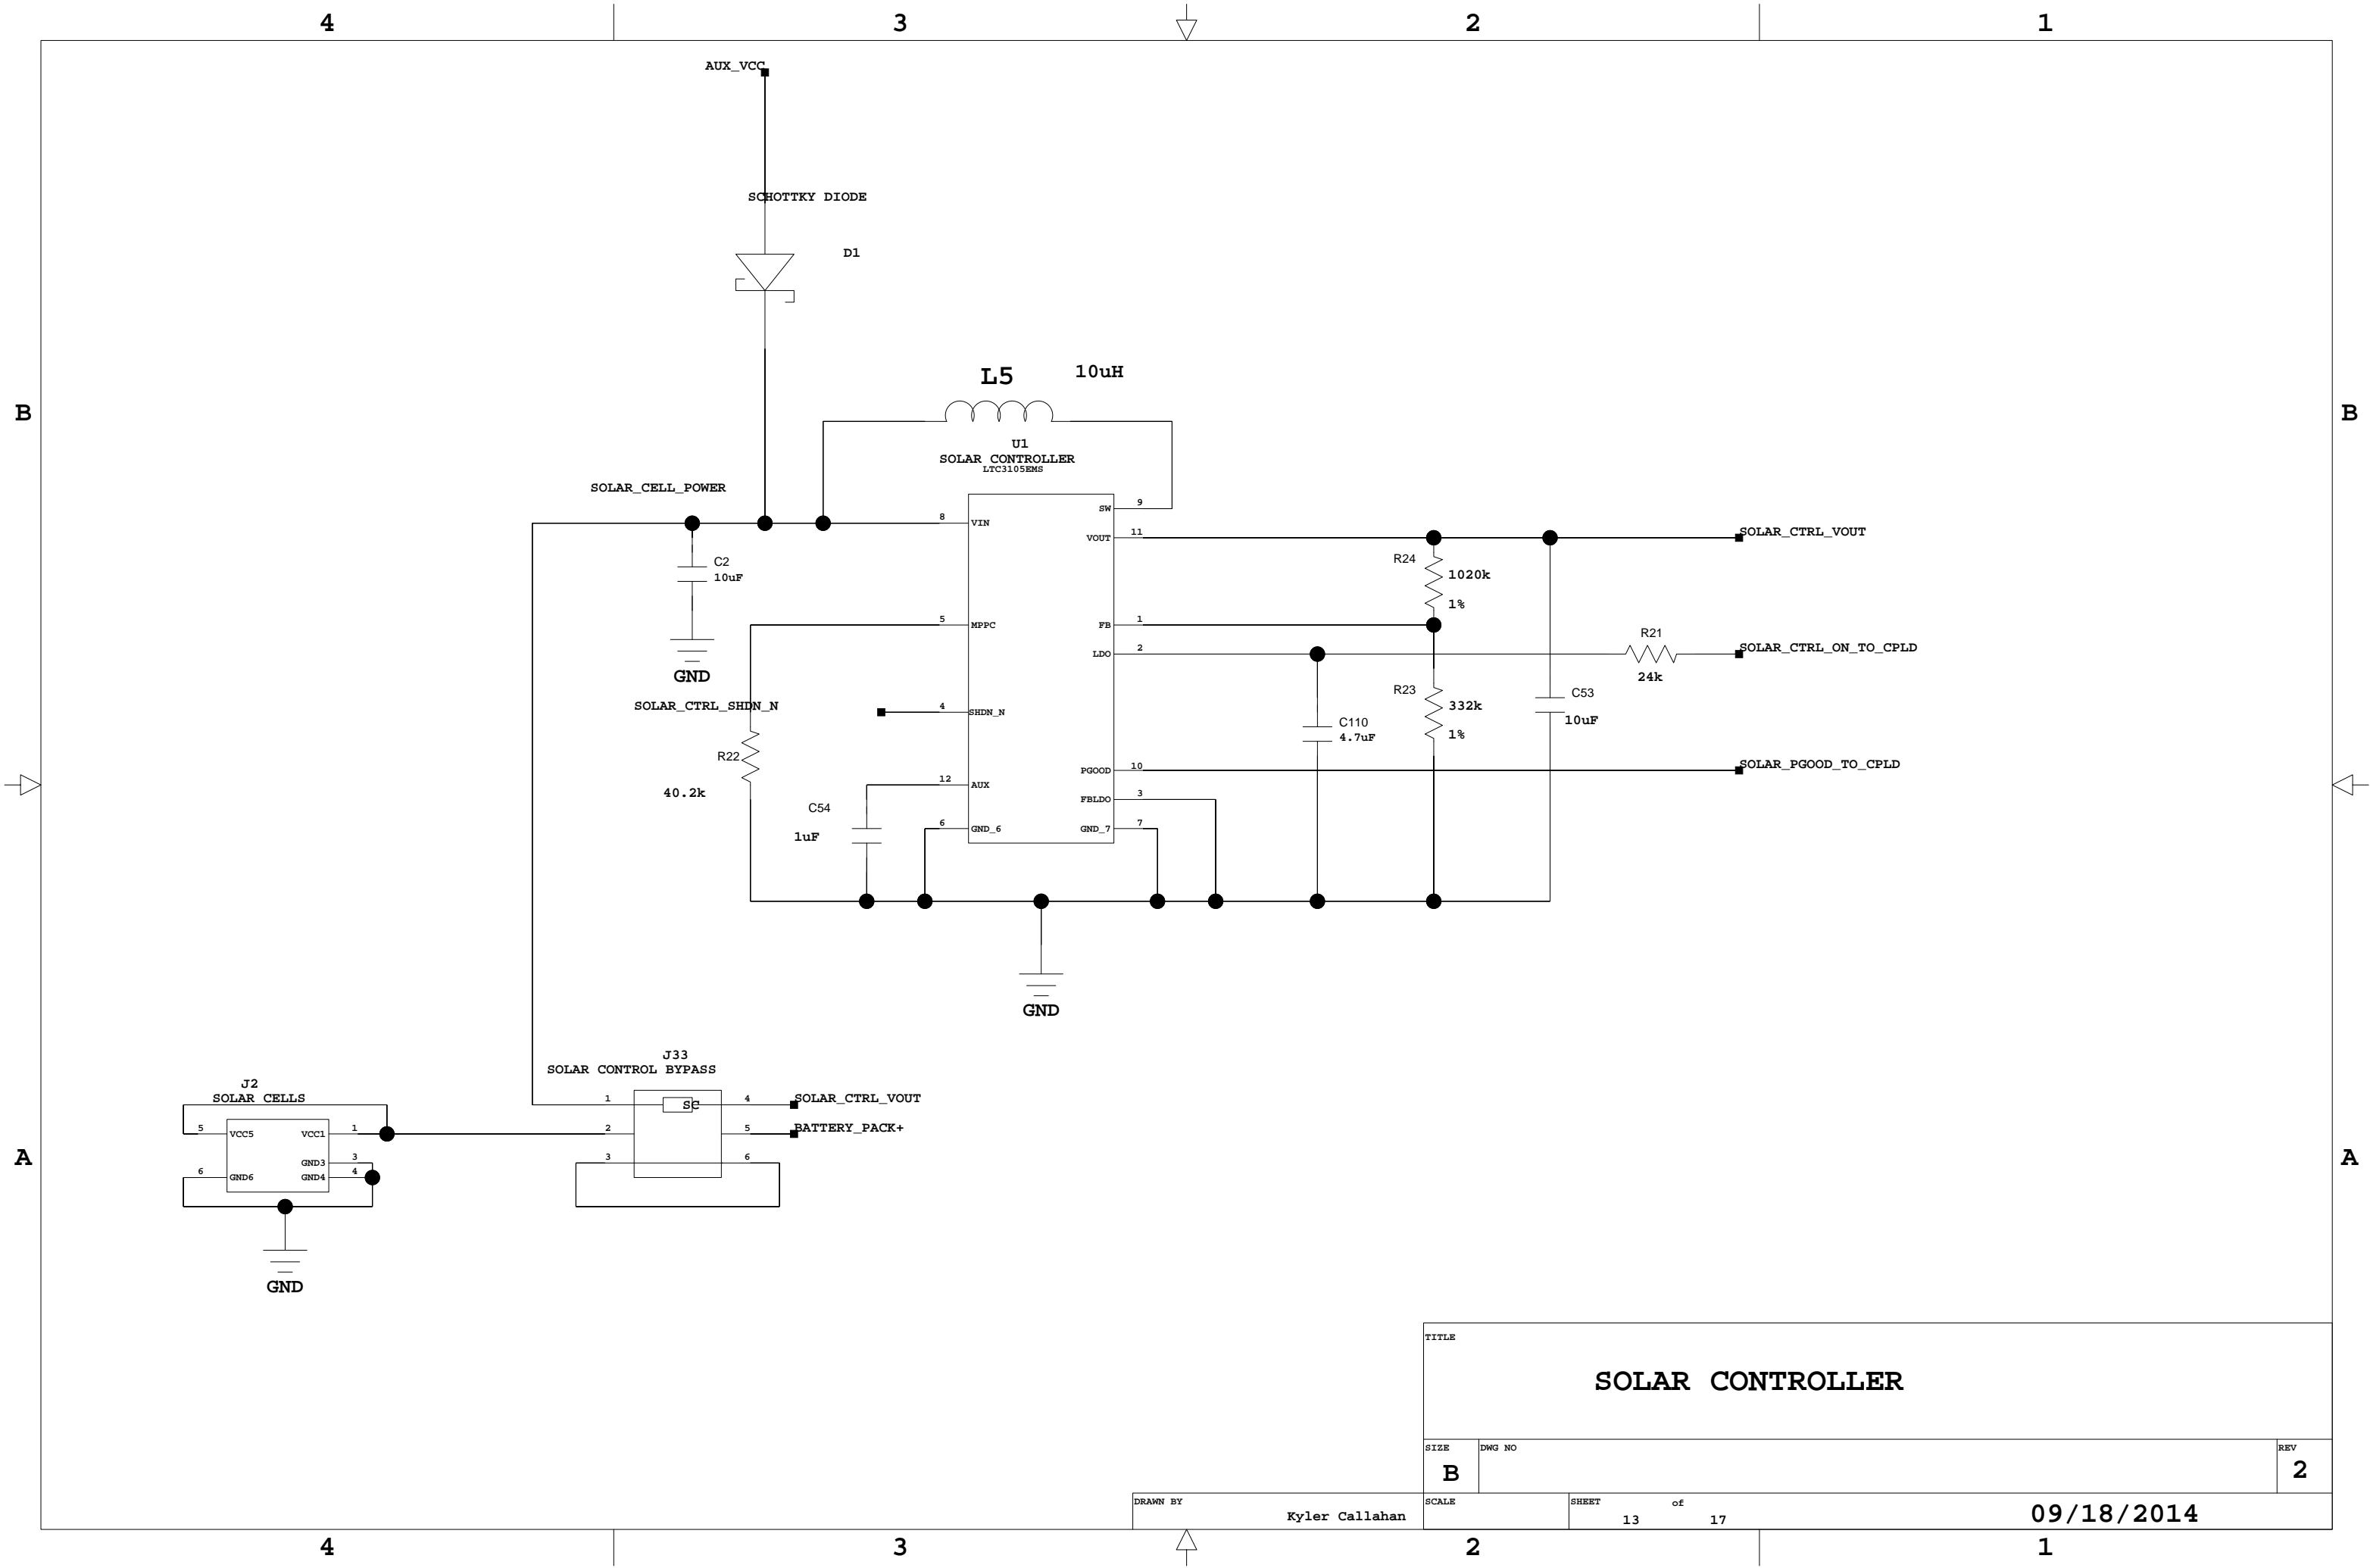 4 3 2 1
AUX_VCC
SCHOTTKY DIODE
D1
L5 10uH
B B
U1
SOLAR CONTROLLER
LTC3105EMS
SOLAR_CELL_POWER
SW 9
8 VIN
VOUT 11 SOLAR_CTRL_VOUT
C2
10uF
R24
1020k
1%
5 MPPC
FB 1
R21
LDO 2 SOLAR_CTRL_ON_TO_CPLD
24k
GND
SOLAR_CTRL_SHDN_N
4 SHDN_N
R23
332k
1%
C53
10uF
C110
4.7uF
R22
40.2k
PGOOD 10 SOLAR_PGOOD_TO_CPLD
12 AUX
FBLDO 3
C54
1uF
6 GND_6
GND_7 7
GND
J33
SOLAR CONTROL BYPASS
J2
SOLAR CELLS
1 SC 4 SOLAR_CTRL_VOUT
5 VCC5 VCC1 1
2 5 BATTERY_PACK+
A A
GND3 3
3 6
6 GND6 GND4 4
GND
TITLE
SOLAR CONTROLLER
SIZE DWG NO REV
B 2
DRAWN BY SCALE SHEET of
Kyler Callahan 13 17 09/18/2014
4 3 2 1